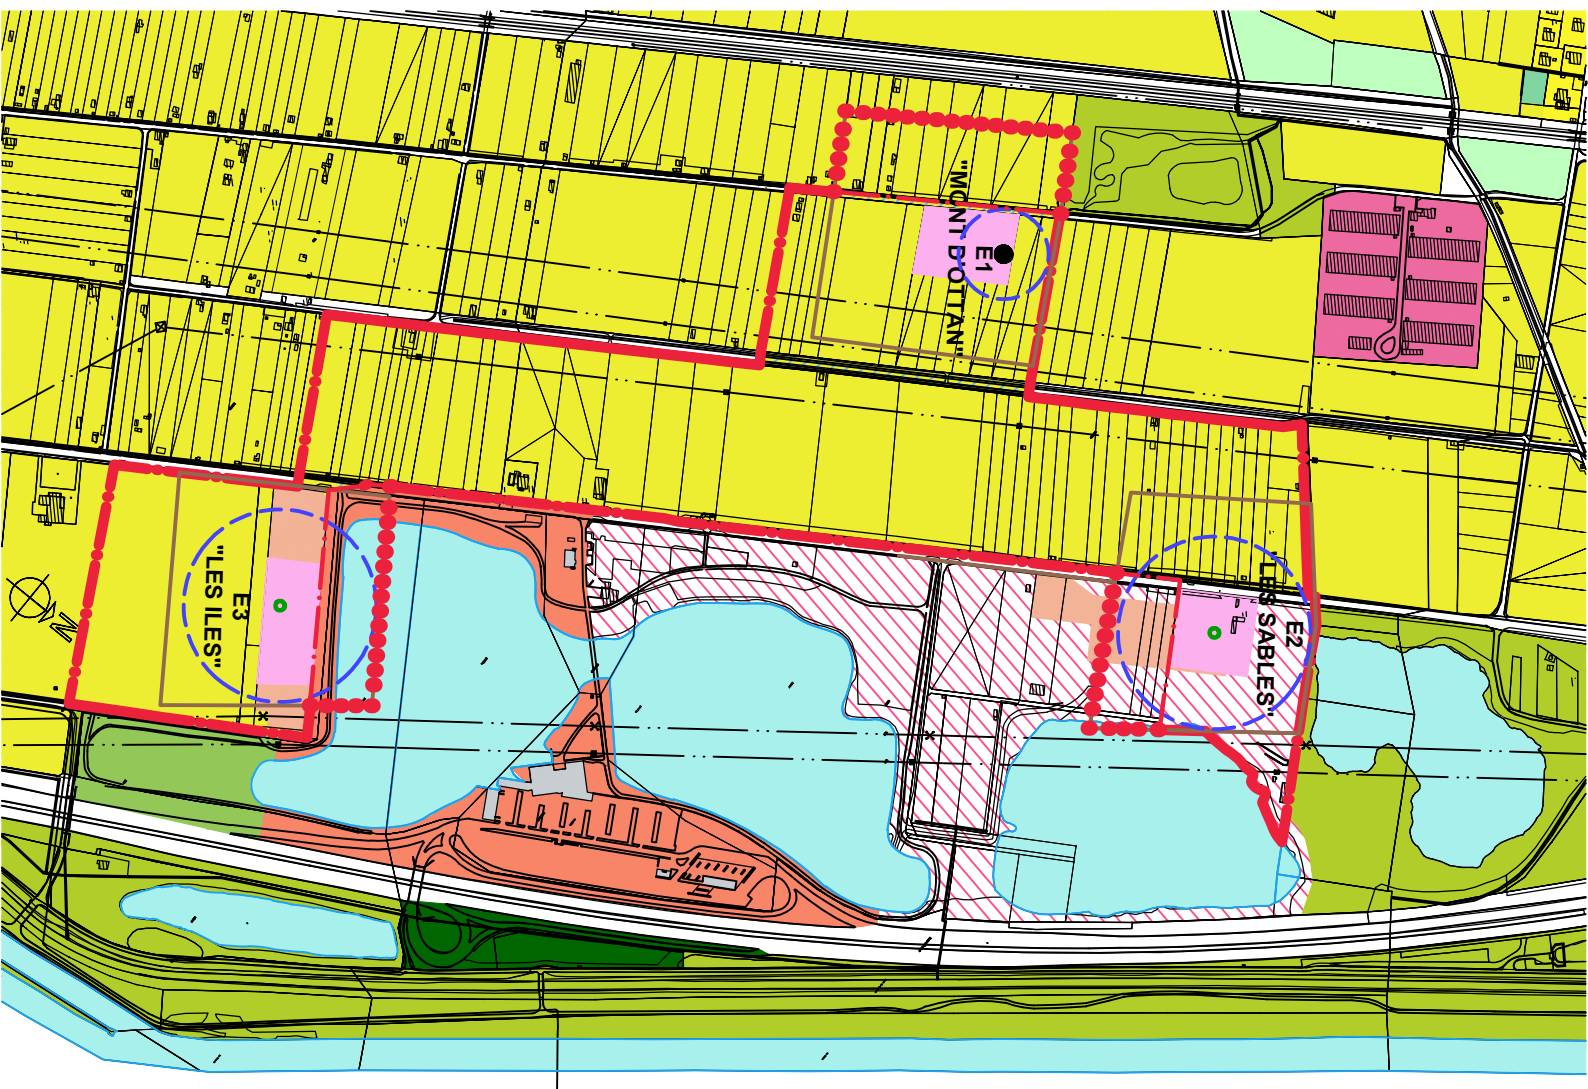 "MONT D'OTTAN"
E1
"LES ILES"
E3
"LES SABLES"
E2
N